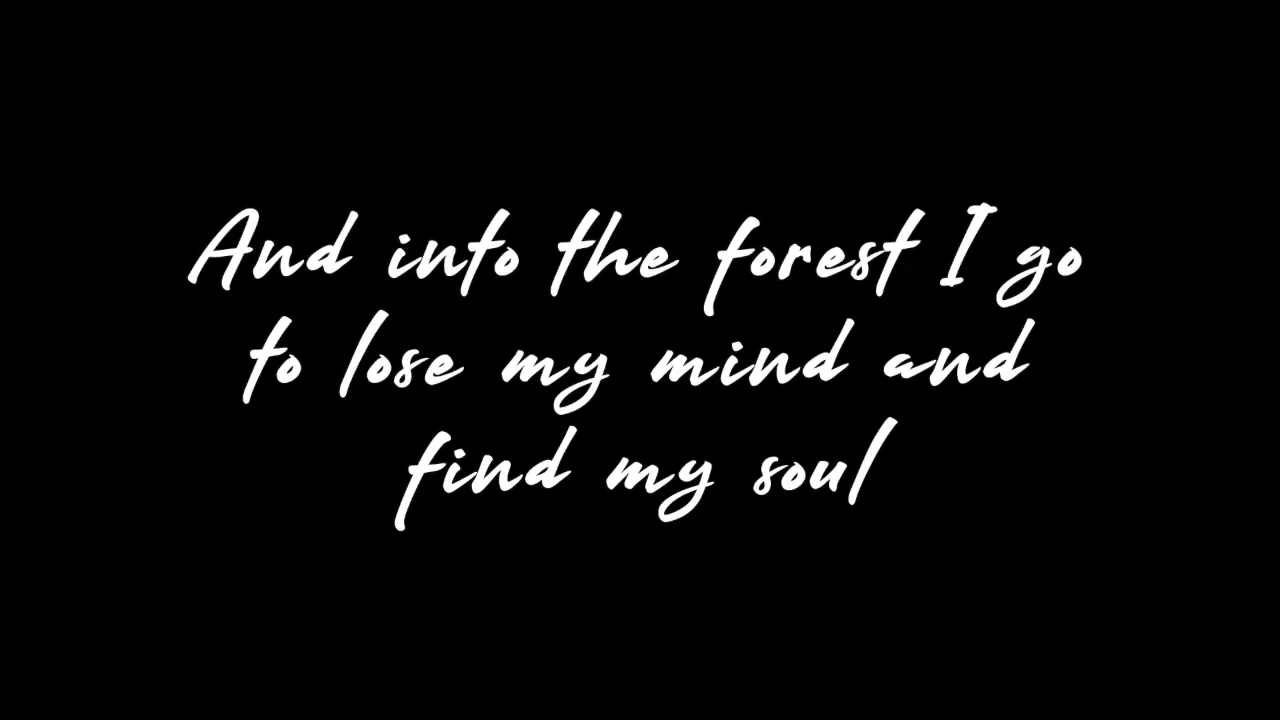 And into the forest I go
to lose my mind and
find my soul